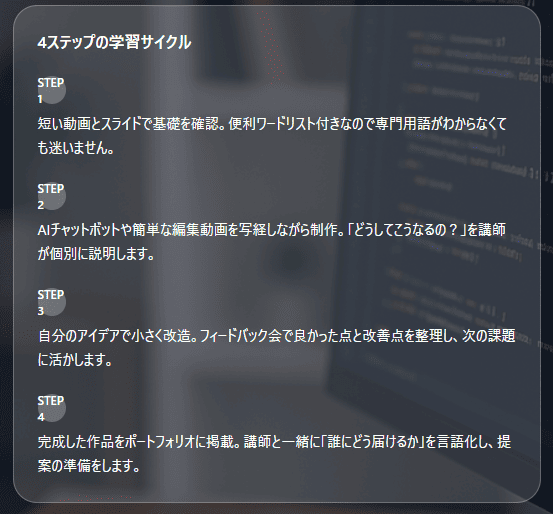 4ステップの学習サイクル
STEP
1
短い動画とスライドで基礎を確認。便利ワードリスト付きなので専門用語がわからなくて
も迷いません。
STEP
2
AIチャットボットや簡単な編集動画を写経しながら制作。「どうしてこうなるの？」を講師
が個別に説明します。
STEP
3
自分のアイデアで小さく改造。フィードバック会で良かった点と改善点を整理し、次の課題
に活かします。
STEP
4
完成した作品をポートフォリオに掲載。講師と一緒に「誰にどう届けるか」を言語化し、提
案の準備をします。